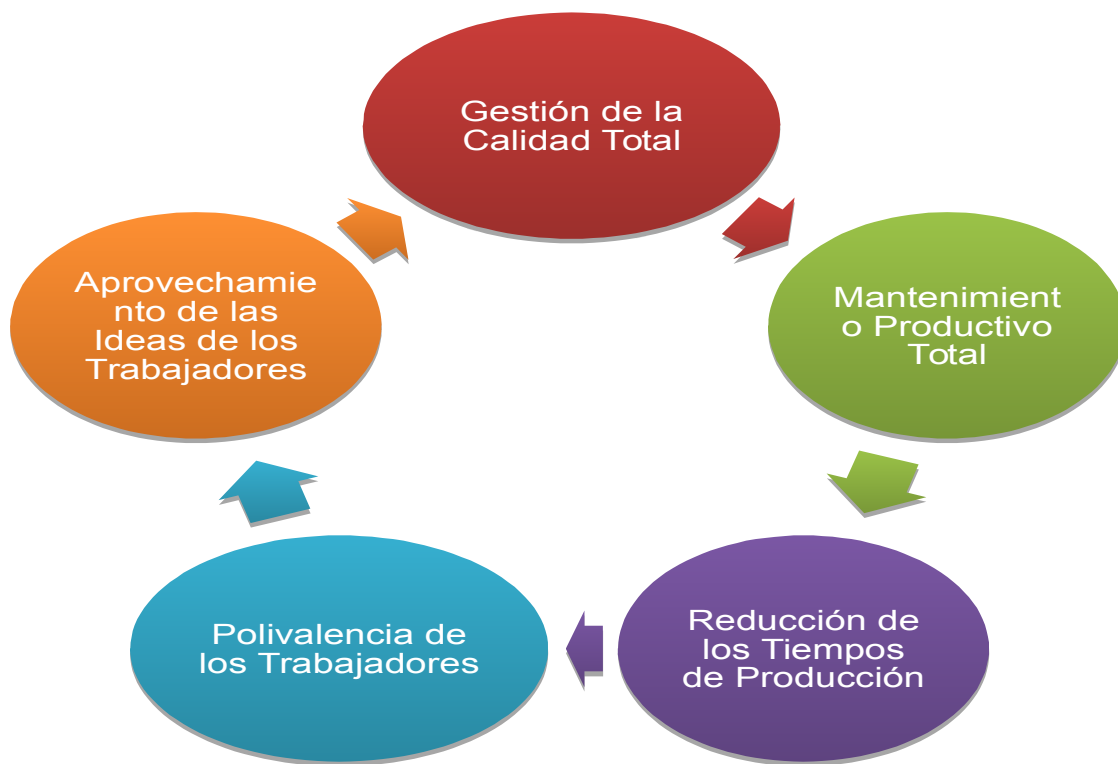 Gestión de la
Calidad Total
Mantenimient
o Productivo
Total
Reducción de
los Tiempos
de Producción
Polivalencia de
los Trabajadores
Aprovechamie
nto de las
Ideas de los
Trabajadores